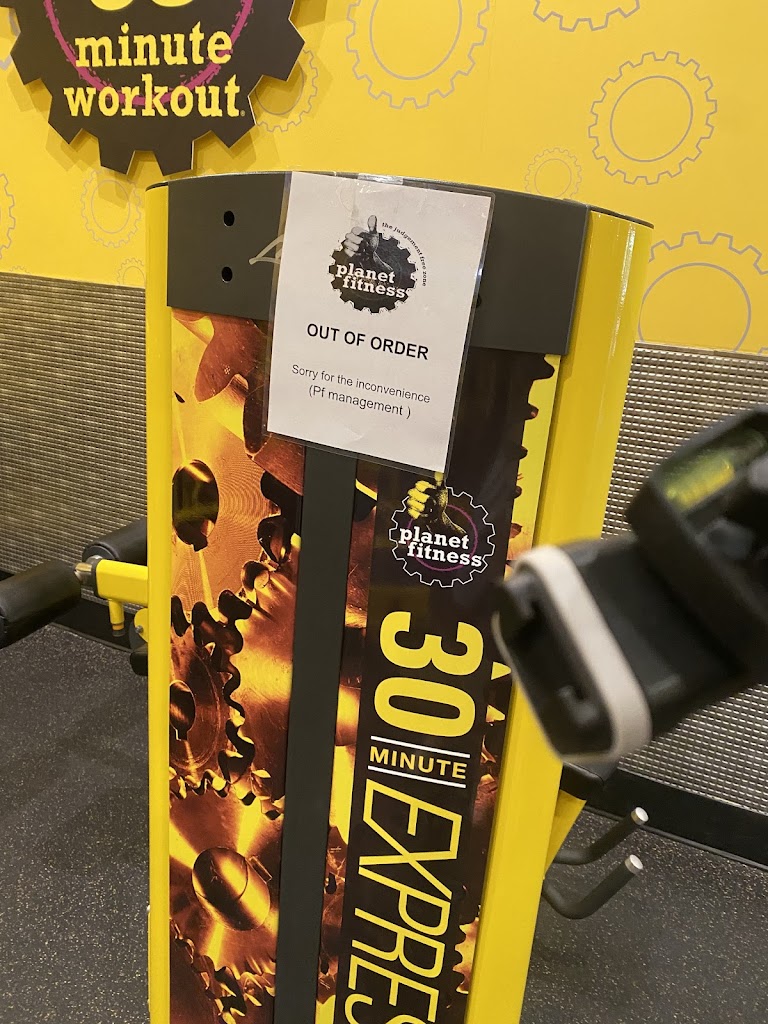 minute
workout
the judgement free zone
planet
fitness
OUT OF ORDER
Sorry for the inconvenience
(Pf management )
planet
fitness
30
MINUTE
EXPRES